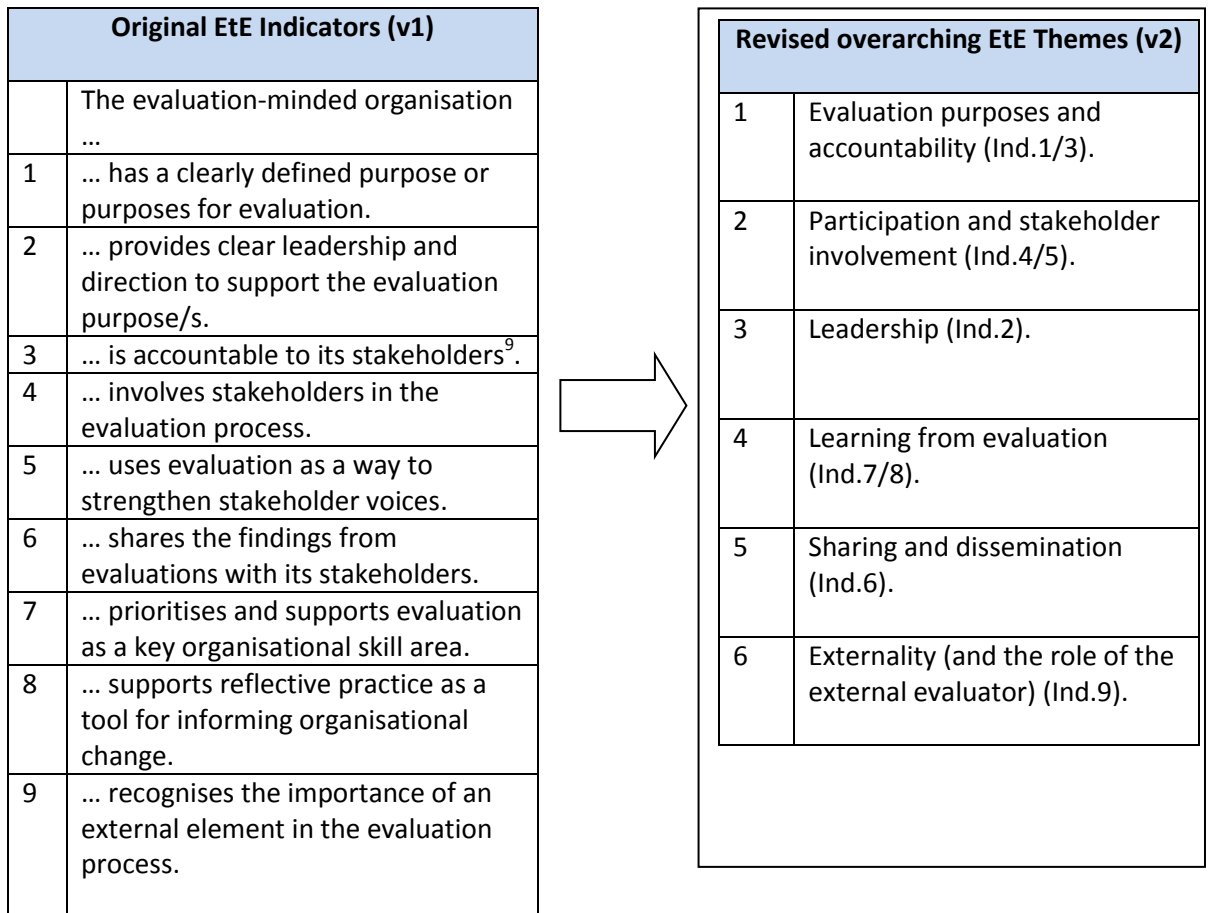 Original EtE Indicators (v1)
The evaluation-minded organisation
…
1 … has a clearly defined purpose or
purposes for evaluation.
2 … provides clear leadership and
direction to support the evaluation
purpose/s.
3 … is accountable to its stakeholders9.
4 … involves stakeholders in the
evaluation process.
5 … uses evaluation as a way to
strengthen stakeholder voices.
6 … shares the findings from
evaluations with its stakeholders.
7 … prioritises and supports evaluation
as a key organisational skill area.
8 … supports reflective practice as a
tool for informing organisational
change.
9 … recognises the importance of an
external element in the evaluation
process.
Revised overarching EtE Themes (v2)
1 Evaluation purposes and
accountability (Ind.1/3).
2 Participation and stakeholder
involvement (Ind.4/5).
3 Leadership (Ind.2).
4 Learning from evaluation
(Ind.7/8).
5 Sharing and dissemination
(Ind.6).
6 Externality (and the role of the
external evaluator) (Ind.9).